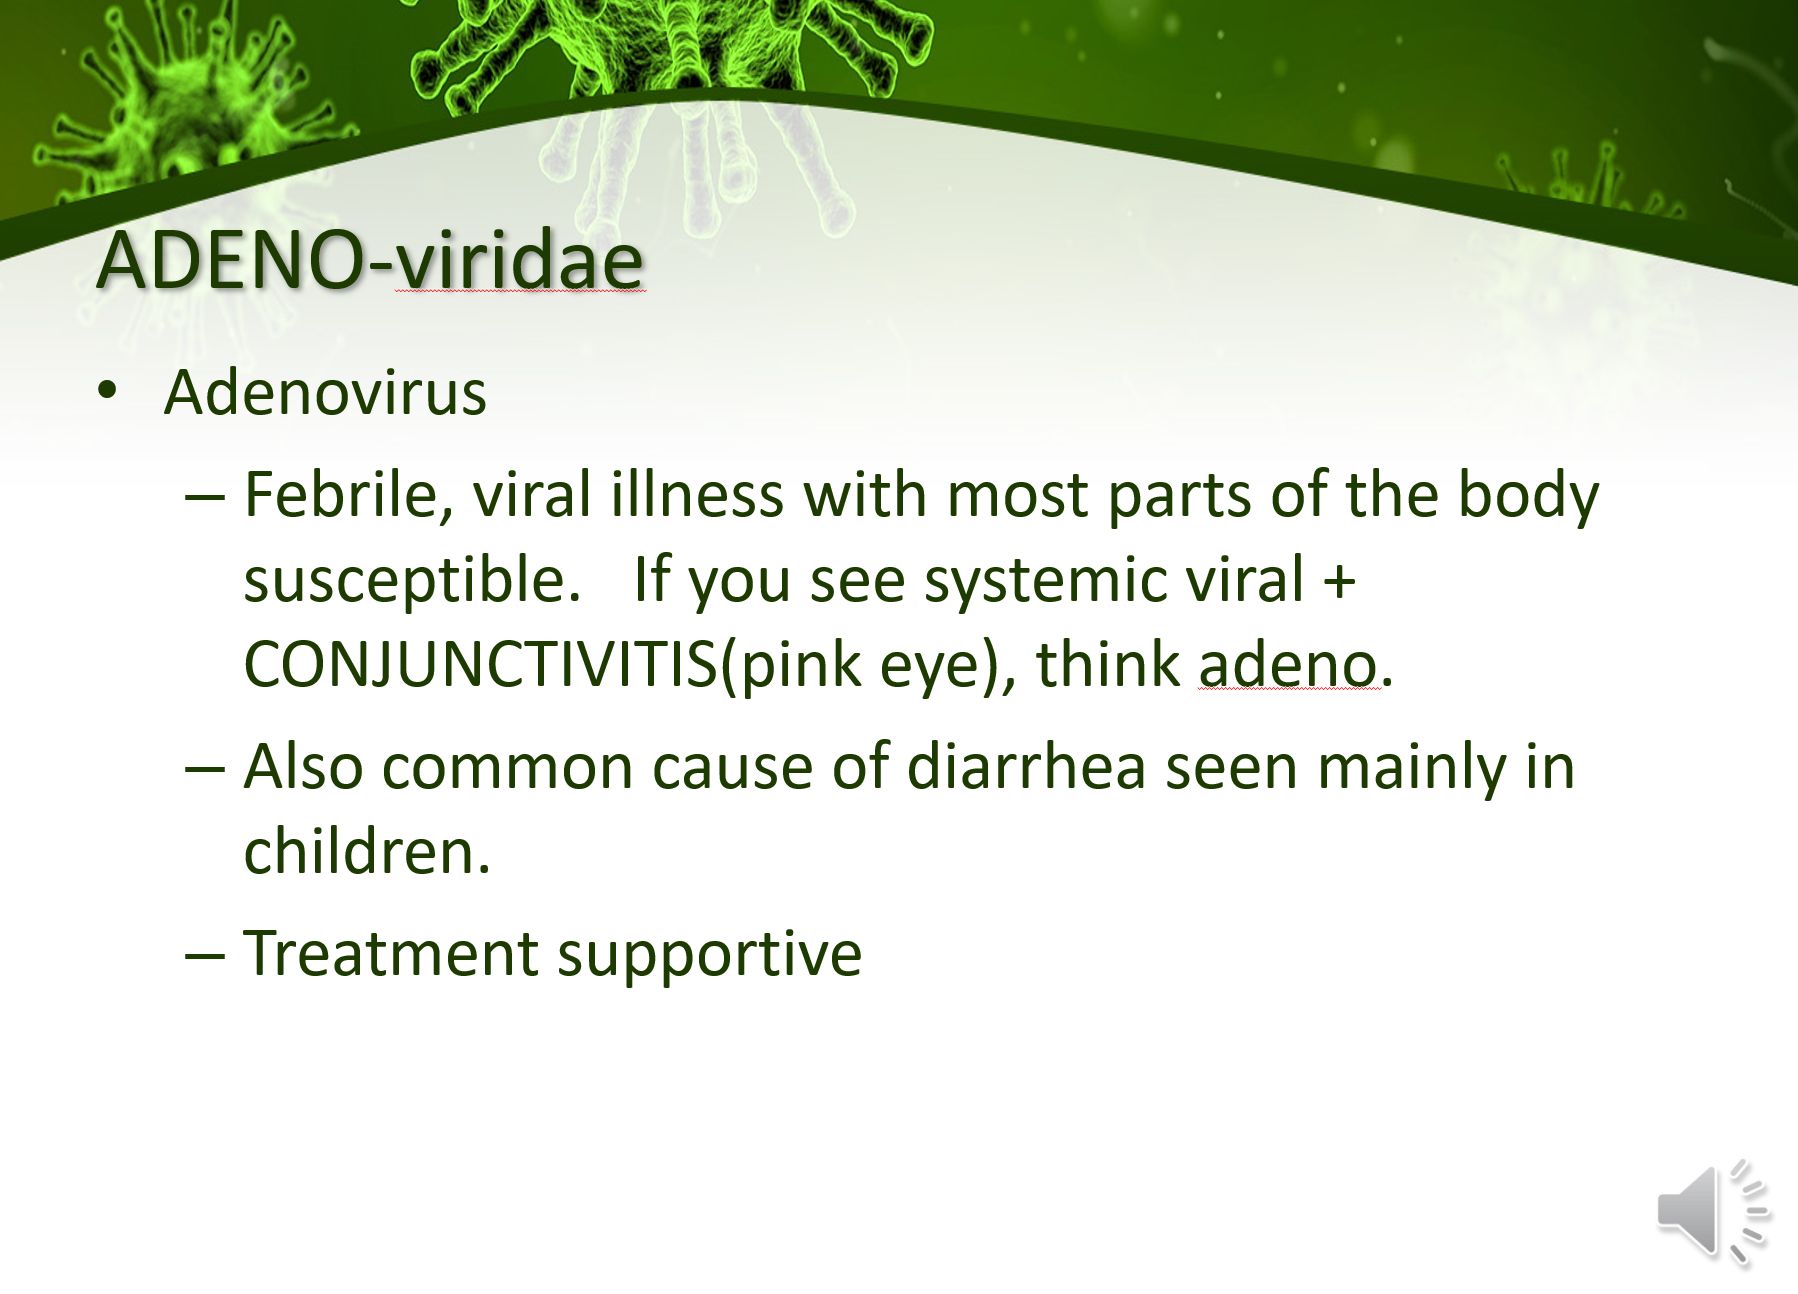 ADENO-viridae
• Adenovirus
– Febrile, viral illness with most parts of the body
susceptible.   If you see systemic viral +
CONJUNCTIVITIS(pink eye), think adeno.
– Also common cause of diarrhea seen mainly in
children.
– Treatment supportive